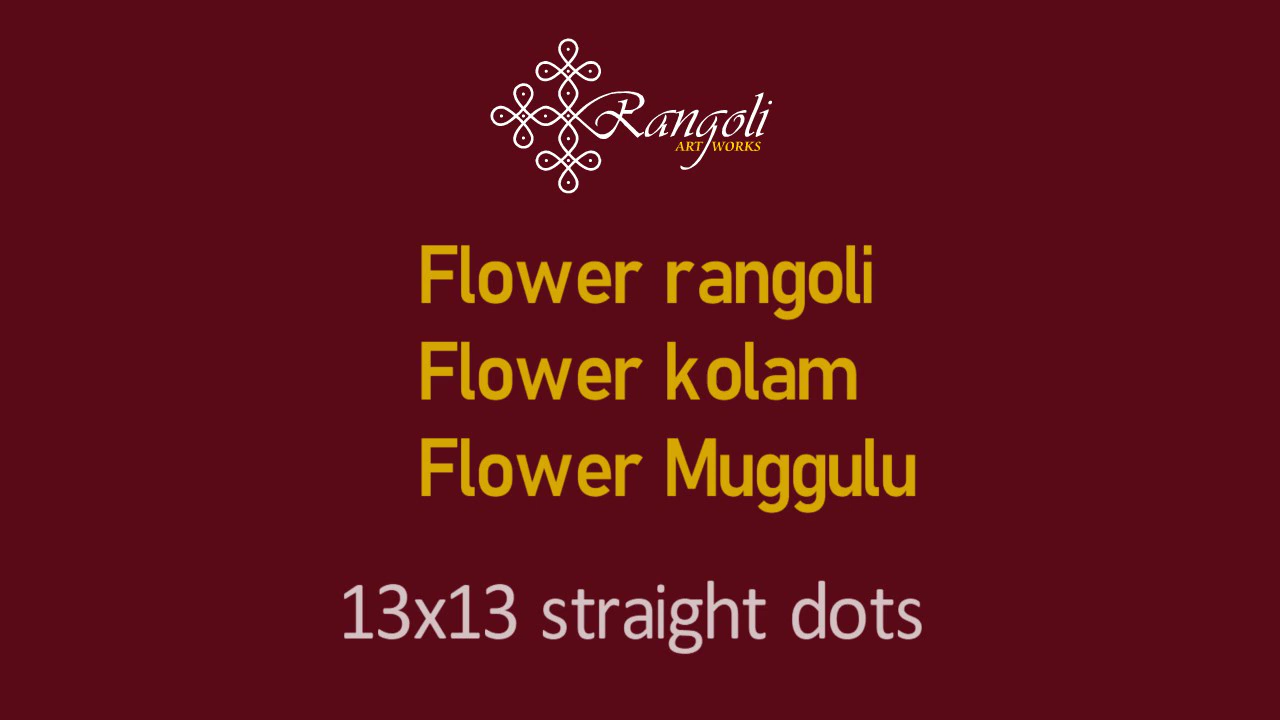 Rangoli
ART WORKS
Flower rangoli
Flower kolam
Flower Muggulu
13x13 straight dots